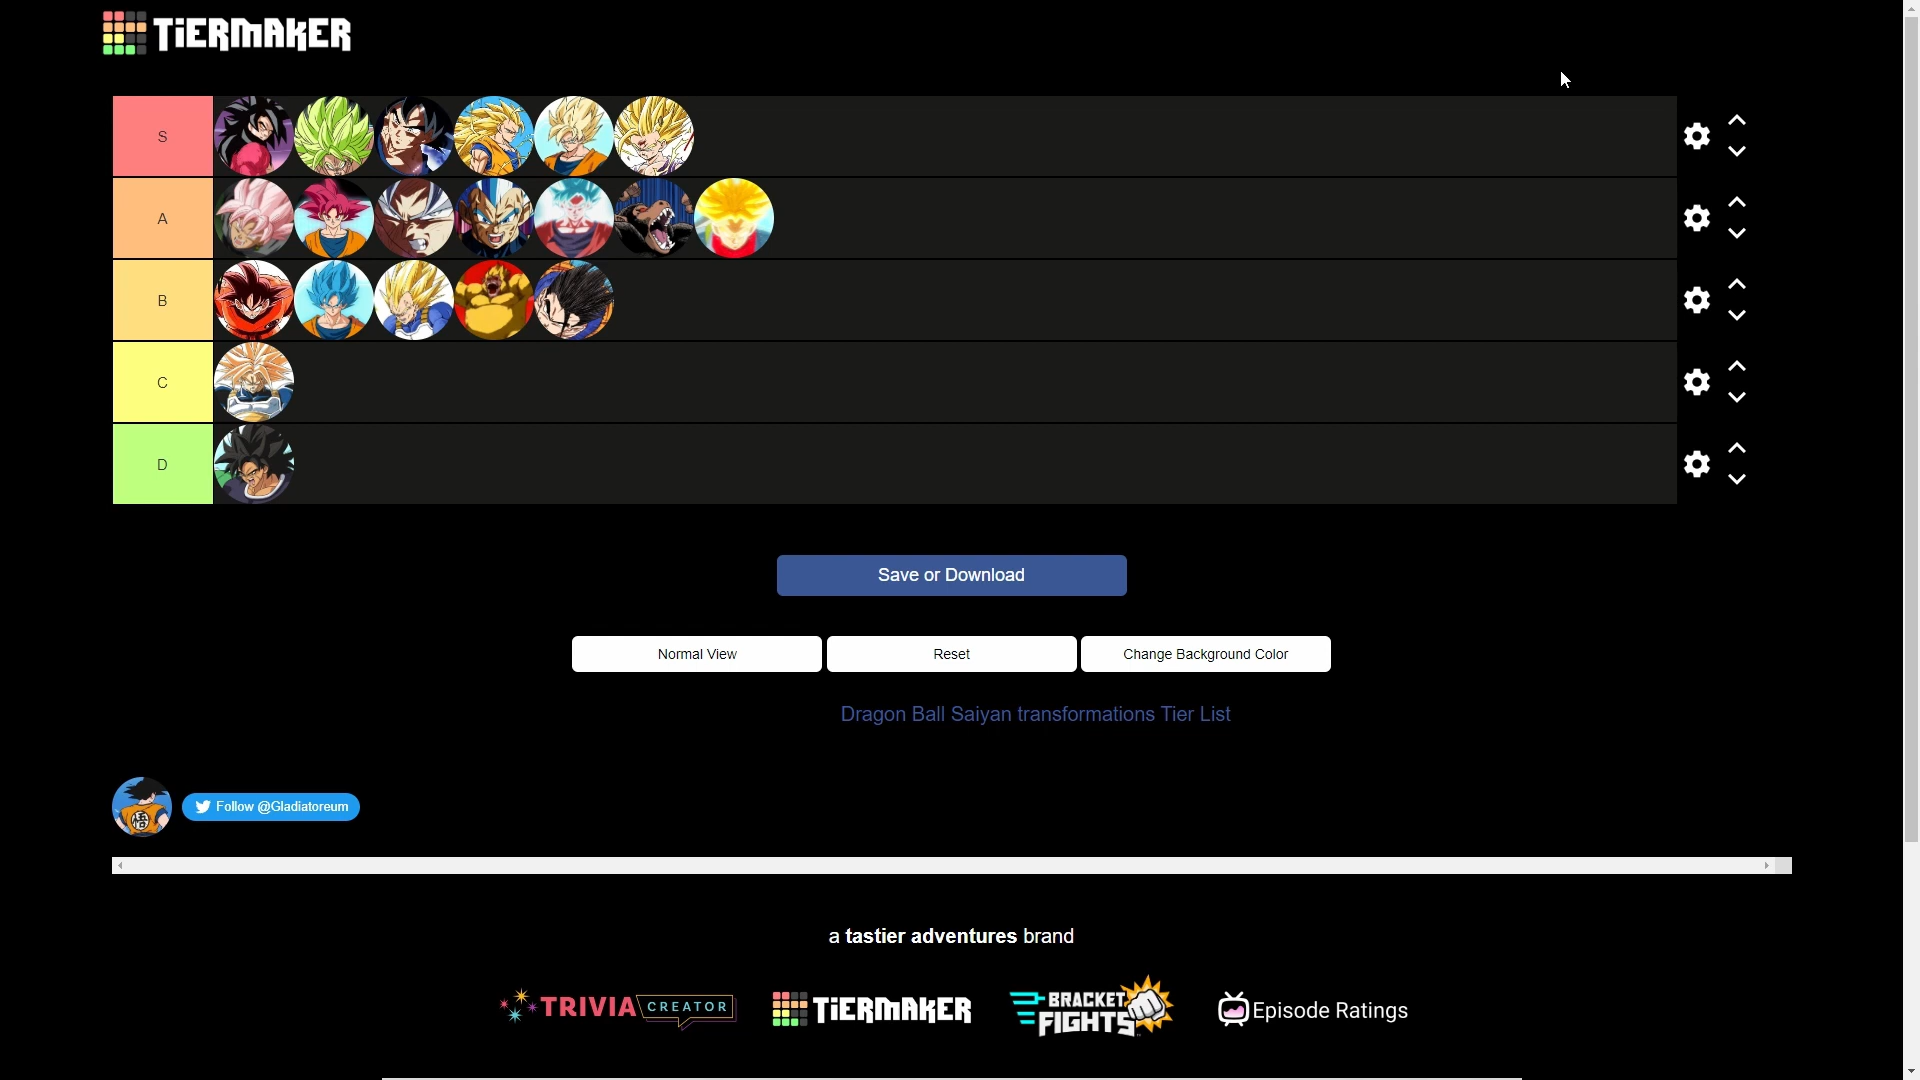 TiERMAKER
S
A
B
C
D
Save or Download
Normal View
Reset
Change Background Color
Dragon Ball Saiyan transformations Tier List
悟
Follow @Gladiatoreum
a tastier adventures brand
TRIVIA CREATOR
TiERMAKER
BRACKET FIGHTS
Episode Ratings